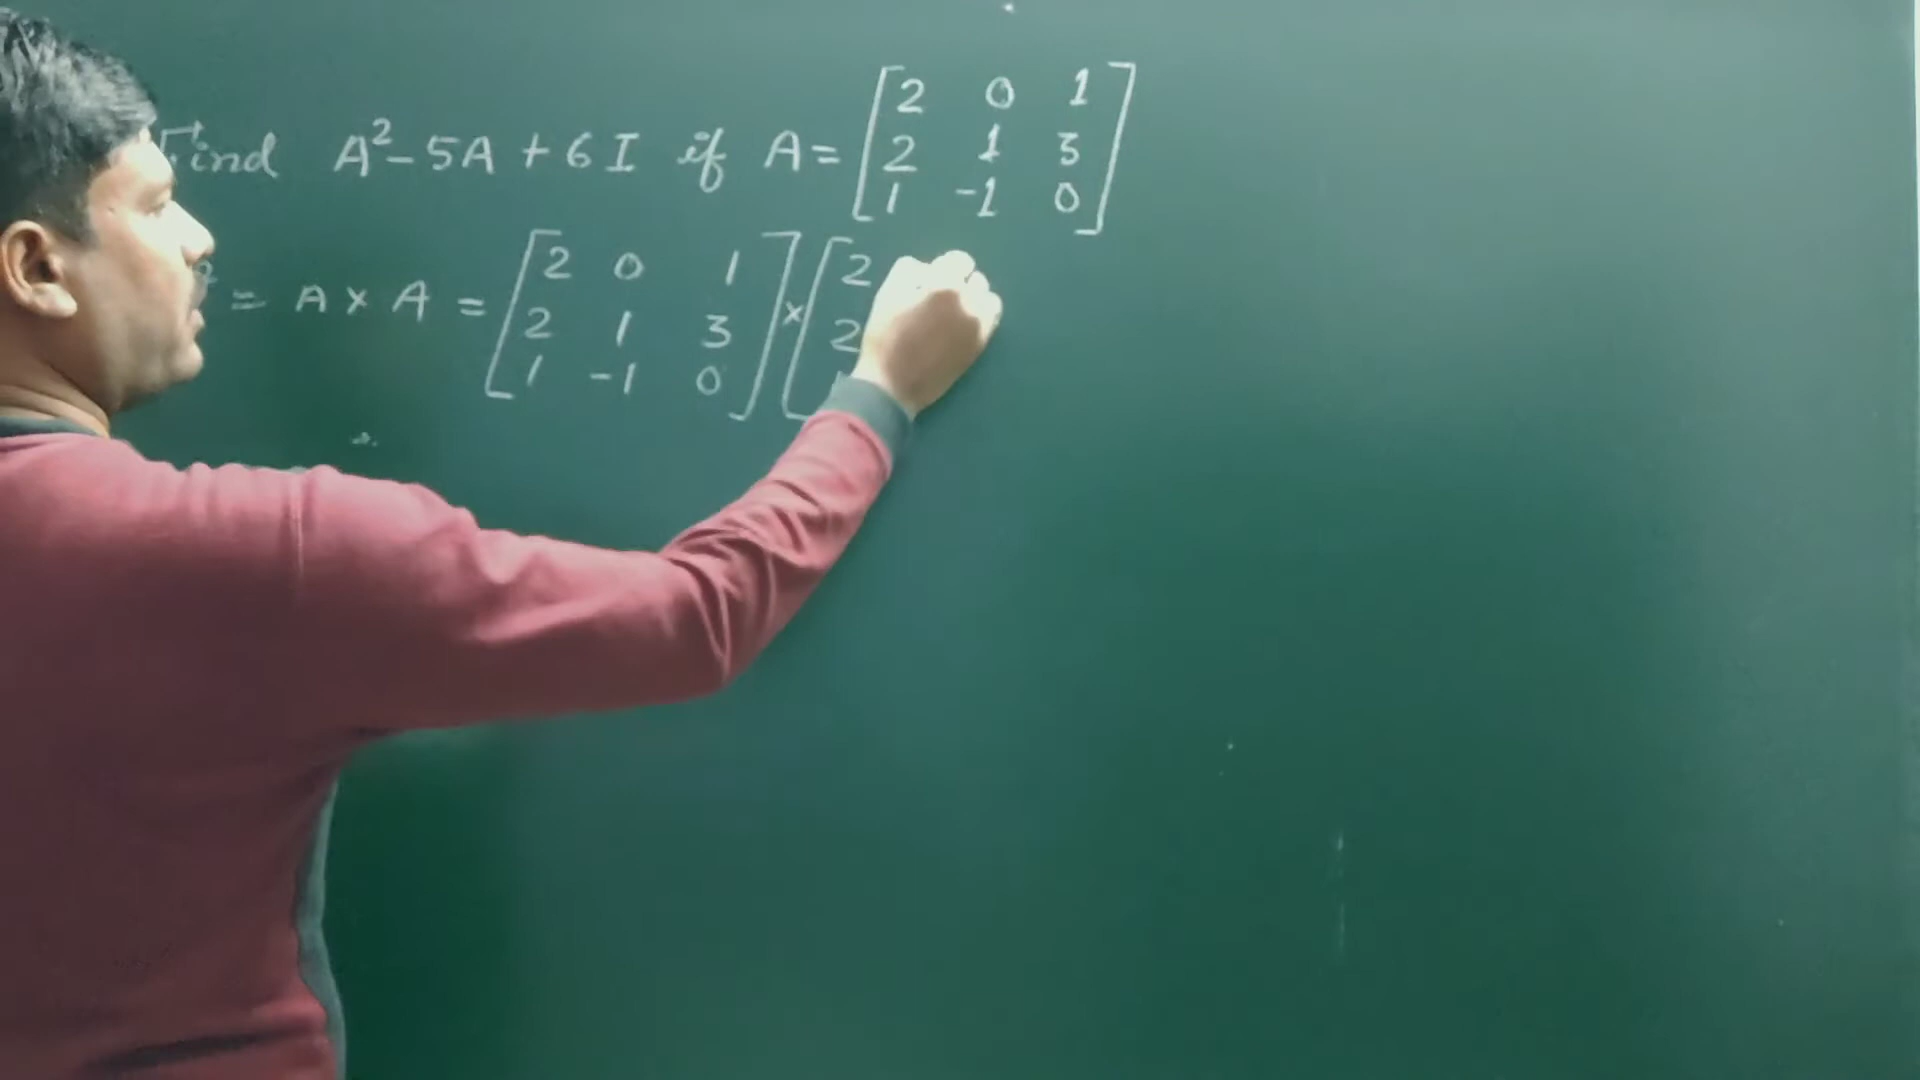 Find A²-5A+6I if A= [2 0 1
2 1 3
1 -1 0]
= A × A = [2 0 1] × [2
2 1 3 2
1 -1 0]